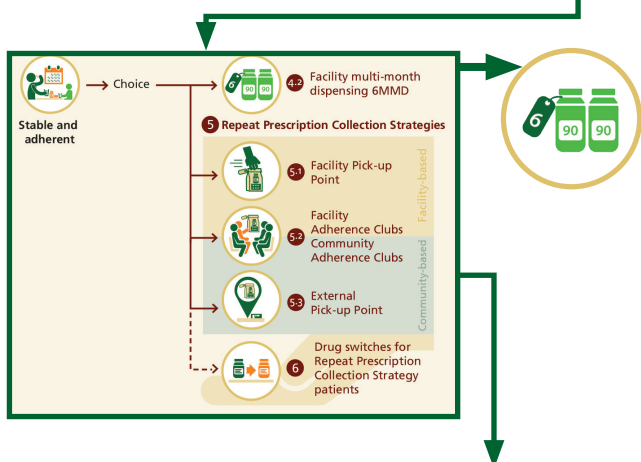 Stable and
adherent
Choice
6
90 90
4.2 Facility multi-month
dispensing 6MMD
5 Repeat Prescription Collection Strategies
5.1 Facility Pick-up
Point
Facility-based
5.2 Facility
Adherence Clubs
Community
Adherence Clubs
Community-based
5.3 External
Pick-up Point
6 Drug switches for
Repeat Prescription
Collection Strategy
patients
6
90 90